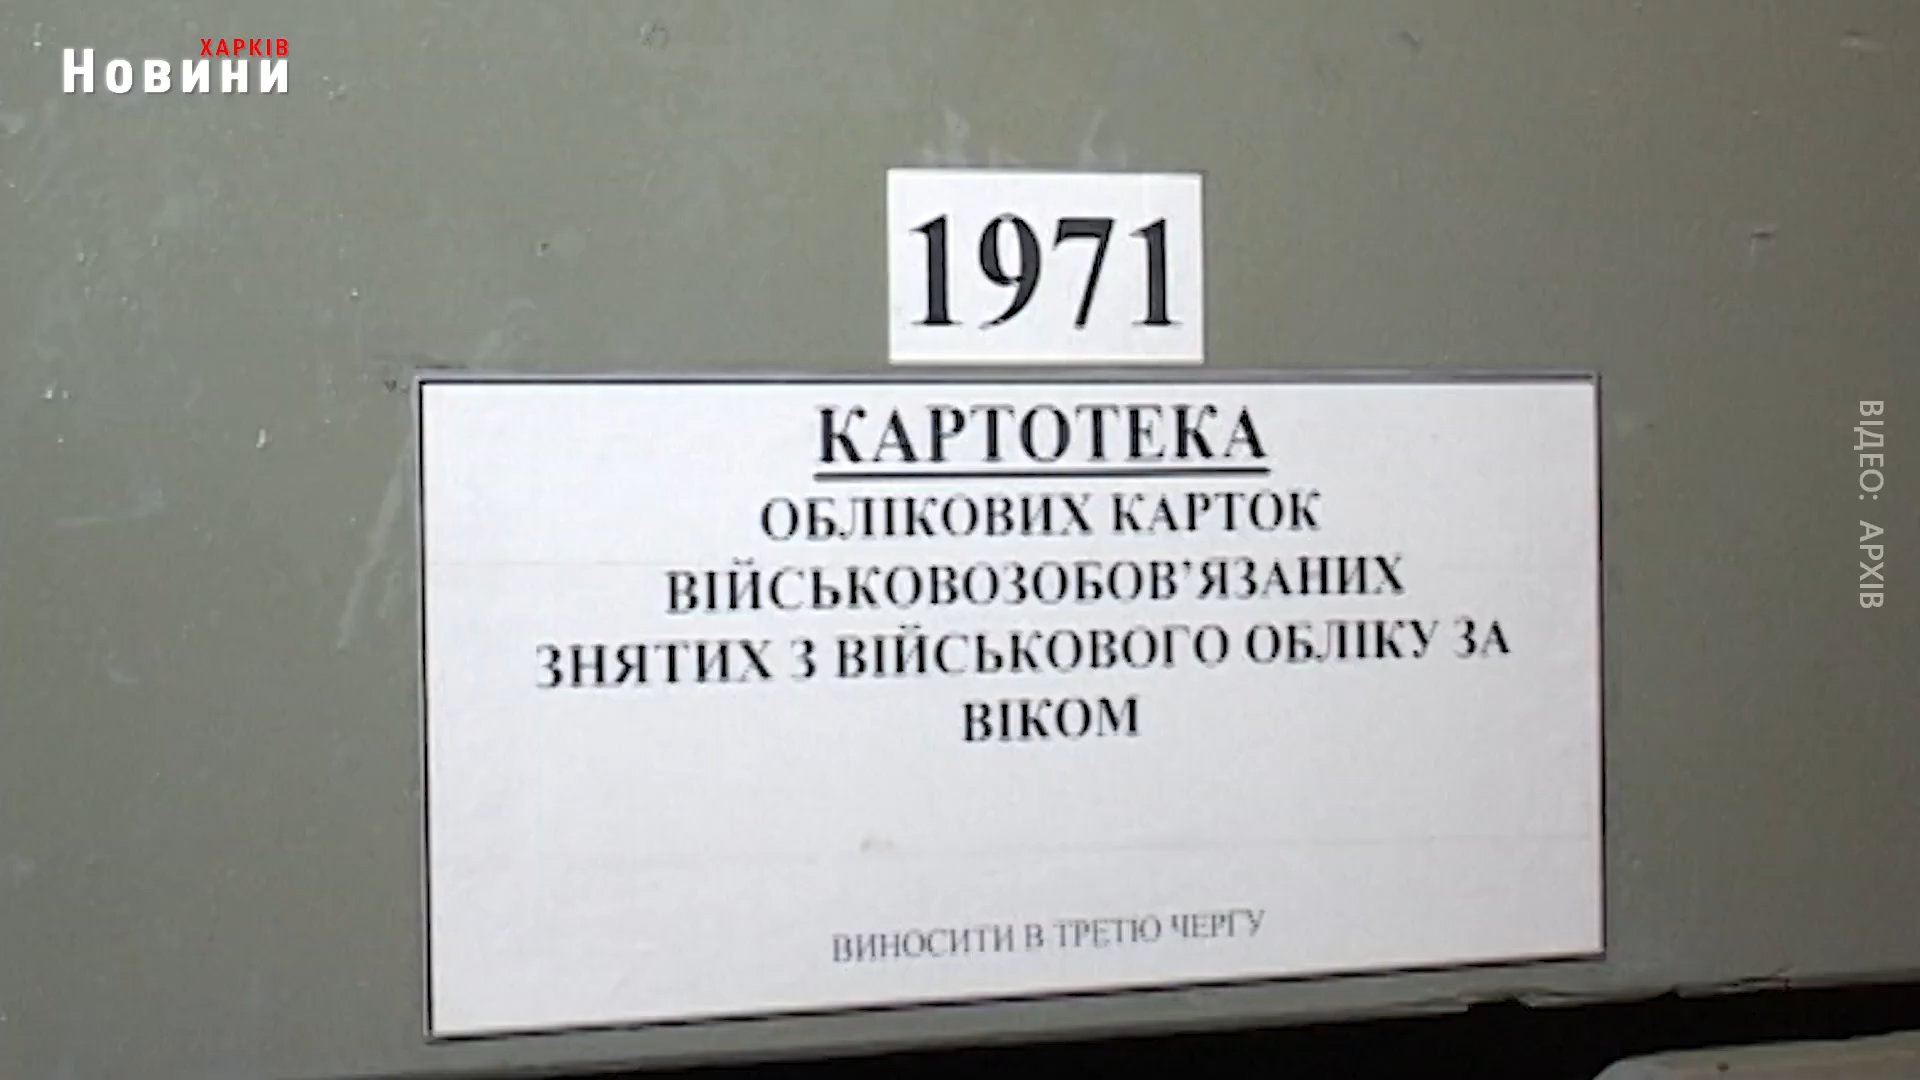 ХАРКІВ
Новини
1971
КАРТОТЕКА
ОБЛІКОВИХ КАРТОК
ВІЙСЬКОВОЗОБОВ’ЯЗАНИХ
ЗНЯТИХ З ВІЙСЬКОВОГО ОБЛІКУ ЗА
ВІКОМ
ВИНОСИТИ В ТРЕТЮ ЧЕРГУ
ВІДЕО: АРХІВ